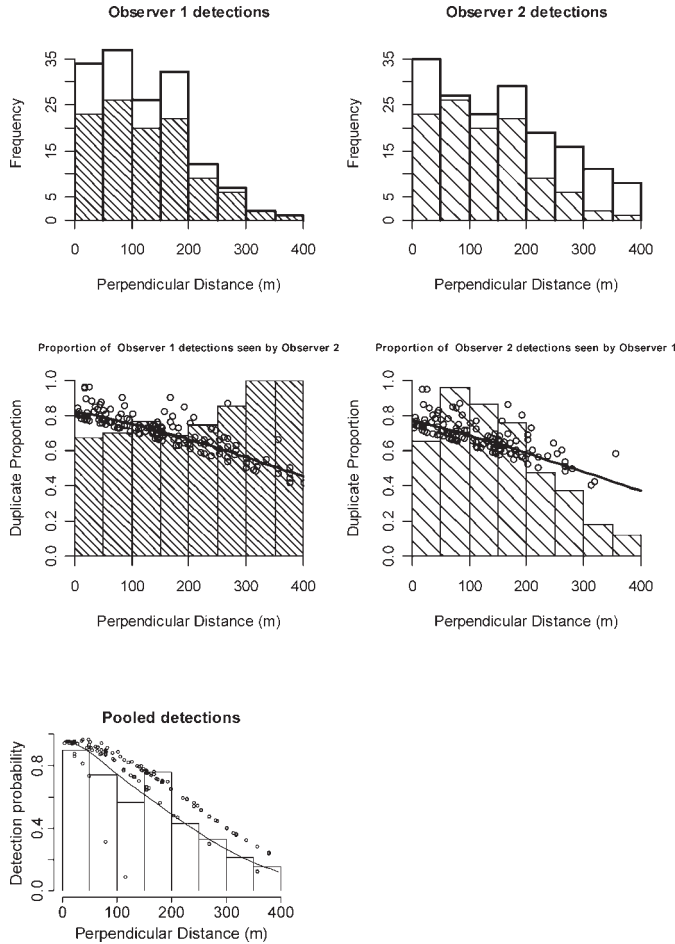 Observer 1 detections
Observer 2 detections
Frequency
0 5 15 25 35
0 100 200 300 400
Perpendicular Distance (m)
Frequency
0 5 15 25 35
0 100 200 300 400
Perpendicular Distance (m)
Proportion of Observer 1 detections seen by Observer 2
Proportion of Observer 2 detections seen by Observer 1
Duplicate Proportion
0.0 0.2 0.4 0.6 0.8 1.0
0 100 200 300 400
Perpendicular Distance (m)
Duplicate Proportion
0.0 0.2 0.4 0.6 0.8 1.0
0 100 200 300 400
Perpendicular Distance (m)
Pooled detections
Detection probability
0.0 0.4 0.8
0 100 200 300 400
Perpendicular Distance (m)